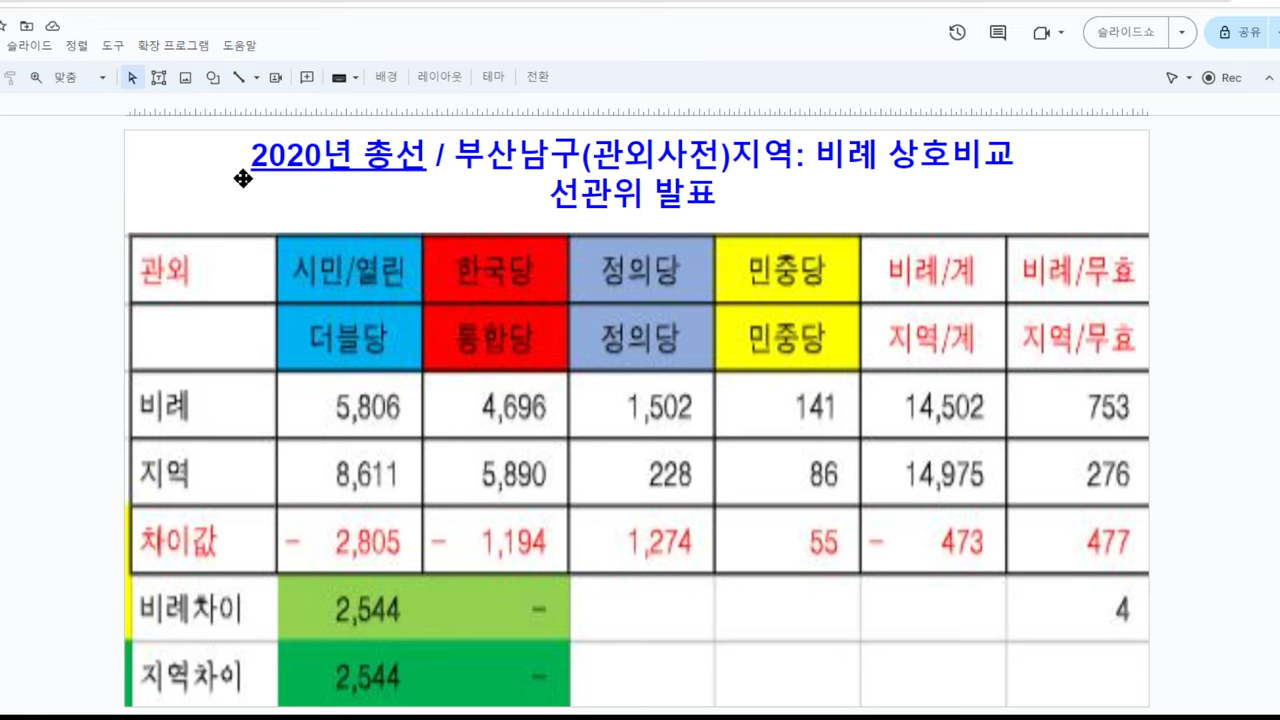 슬라이드 정렬 도구 확장 프로그램 도움말
슬라이드쇼
공유
맞춤
배경 레이아웃 테마 전환
Rec
2020년 총선 / 부산남구(관외사전)지역: 비례 상호비교
선관위 발표
관외 시민/열린 한국당 정의당 민중당 비례/계 비례/무효
더블당 통합당 정의당 민중당 지역/계 지역/무효
비례 5,806 4,696 1,502 141 14,502 753
지역 8,611 5,890 228 86 14,975 276
차이값 - 2,805 - 1,194 1,274 55 - 473 477
비례차이 2,544 - 4
지역차이 2,544 -